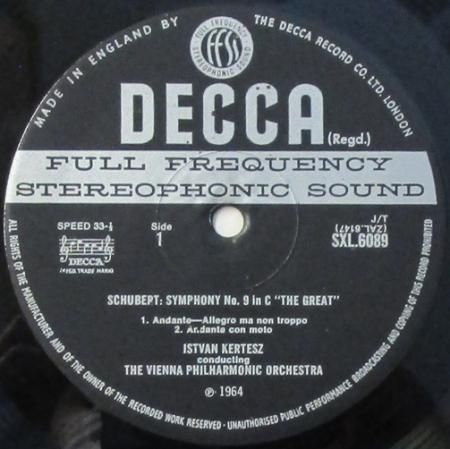 MADE IN ENGLAND BY
THE DECCA RECORD CO. LTD. LONDON
FULL FREQUENCY
ffss
STEREOPHONIC SOUND
DECCA (Regd.)
FULL FREQUENCY
STEREOPHONIC SOUND
SPEED 33-⅓
Side
1
J/T
(ZAL.6147)
SXL.6089
DECCA
SCHUBERT: SYMPHONY No. 9 in C "THE GREAT"
1. Andante—Allegro ma non troppo
2. Andante con moto
ISTVAN KERTESZ
conducting
THE VIENNA PHILHARMONIC ORCHESTRA
℗ 1964
ALL RIGHTS OF THE MANUFACTURER AND OF THE OWNER OF THE RECORDED WORK RESERVED - UNAUTHORISED PUBLIC PERFORMANCE BROADCASTING AND COPYING OF THIS RECORD PROHIBITED